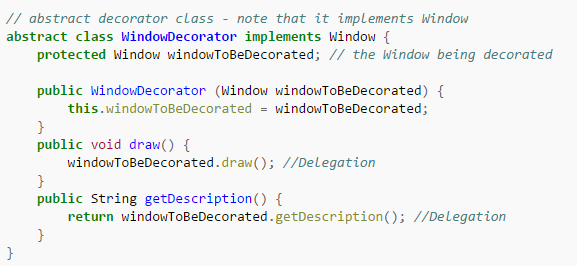 // abstract decorator class - note that it implements Window
abstract class WindowDecorator implements Window {
    protected Window windowToBeDecorated; // the Window being decorated

    public WindowDecorator (Window windowToBeDecorated) {
        this.windowToBeDecorated = windowToBeDecorated;
    }
    public void draw() {
        windowToBeDecorated.draw(); //Delegation
    }
    public String getDescription() {
        return windowToBeDecorated.getDescription(); //Delegation
    }
}